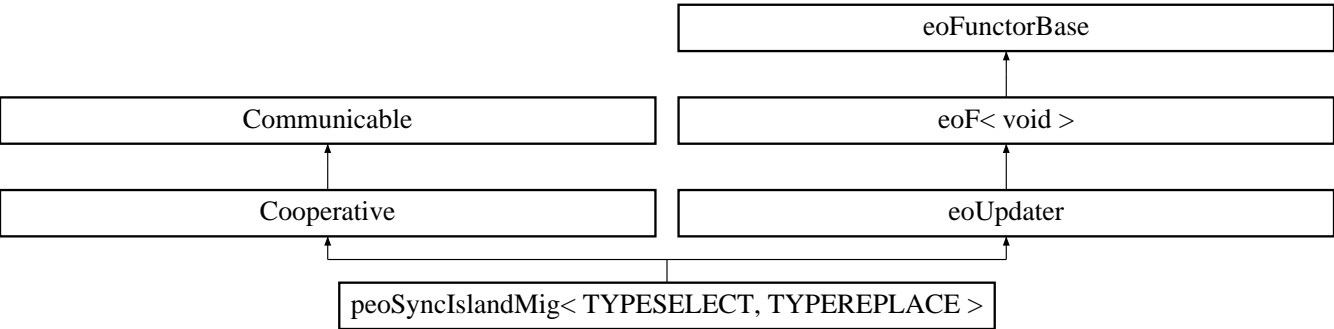 eoFunctorBase
Communicable
eoF< void >
Cooperative
eoUpdater
peoSyncIslandMig< TYPESELECT, TYPEREPLACE >